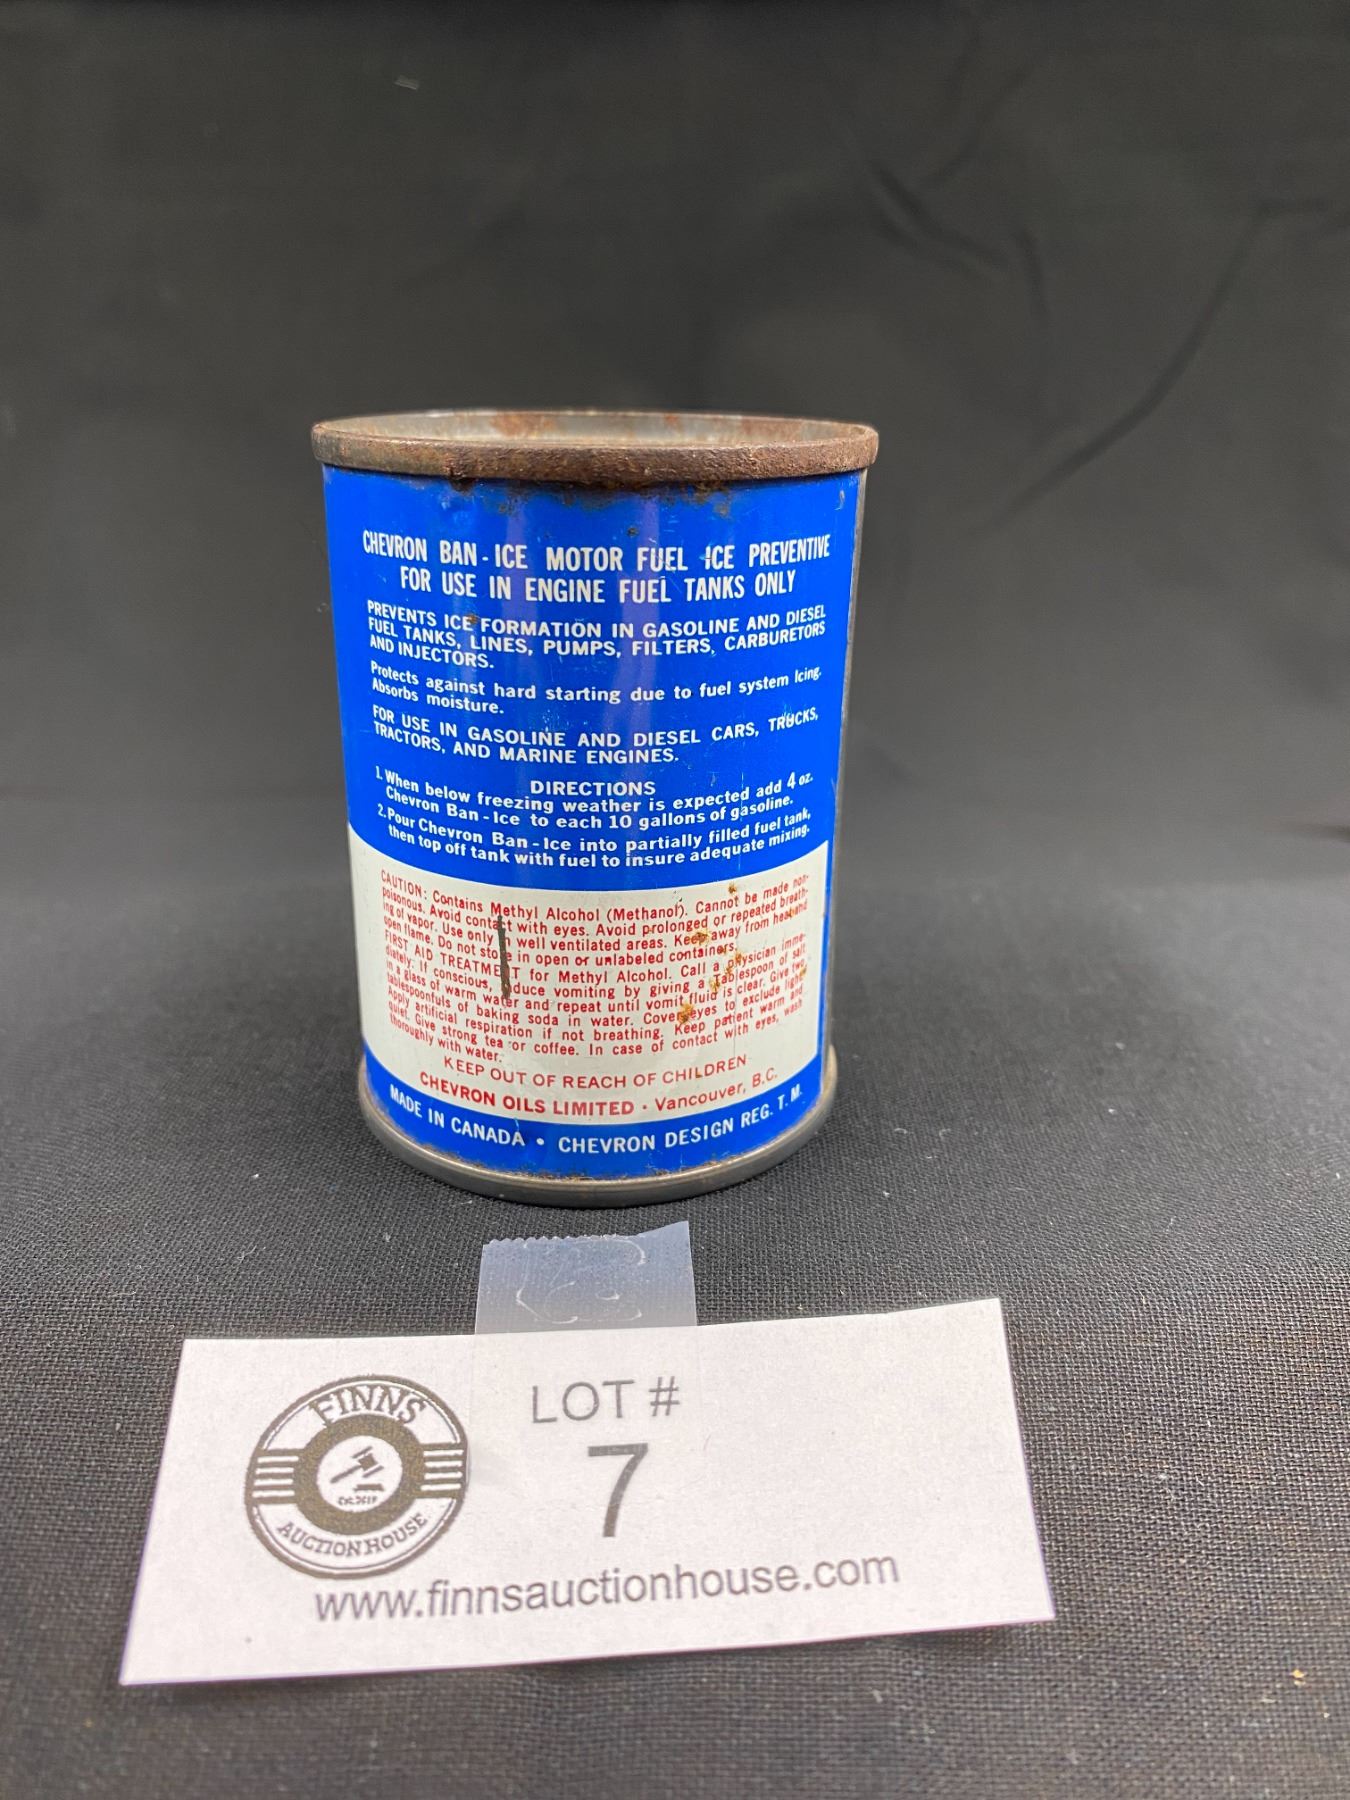 CHEVRON BAN-ICE MOTOR FUEL ICE PREVENTIVE
FOR USE IN ENGINE FUEL TANKS ONLY
PREVENTS ICE FORMATION IN GASOLINE AND DIESEL
FUEL TANKS, LINES, PUMPS, FILTERS, CARBURETORS
AND INJECTORS.
Protects against hard starting due to fuel system Icing.
Absorbs moisture.
FOR USE IN GASOLINE AND DIESEL CARS, TRUCKS,
TRACTORS, AND MARINE ENGINES.
DIRECTIONS
1. When below freezing weather is expected add 4 oz.
Chevron Ban-Ice to each 10 gallons of gasoline.
2. Pour Chevron Ban-Ice into partially filled fuel tank,
then top off tank with fuel to insure adequate mixing.
CAUTION: Contains Methyl Alcohol (Methanol). Cannot be made non-
poisonous. Avoid contact with eyes. Avoid prolonged or repeated breath-
ing of vapor. Use only in well ventilated areas. Keep away from heat and
open flame. Do not store in open or unlabeled containers.
FIRST AID TREATMENT for Methyl Alcohol. Call a physician imme-
diately. If conscious, induce vomiting by giving a Tablespoon of salt
in a glass of warm water and repeat until vomit fluid is clear. Give two
tablespoonfuls of baking soda in water. Cover eyes to exclude light.
Apply artificial respiration if not breathing. Keep patient warm and
quiet. Give strong tea or coffee. In case of contact with eyes, wash
thoroughly with water.
KEEP OUT OF REACH OF CHILDREN
CHEVRON OILS LIMITED • Vancouver, B.C.
MADE IN CANADA • CHEVRON DESIGN REG. T. M.
FINNS
AUCTION HOUSE
LOT #
7
www.finnsauctionhouse.com